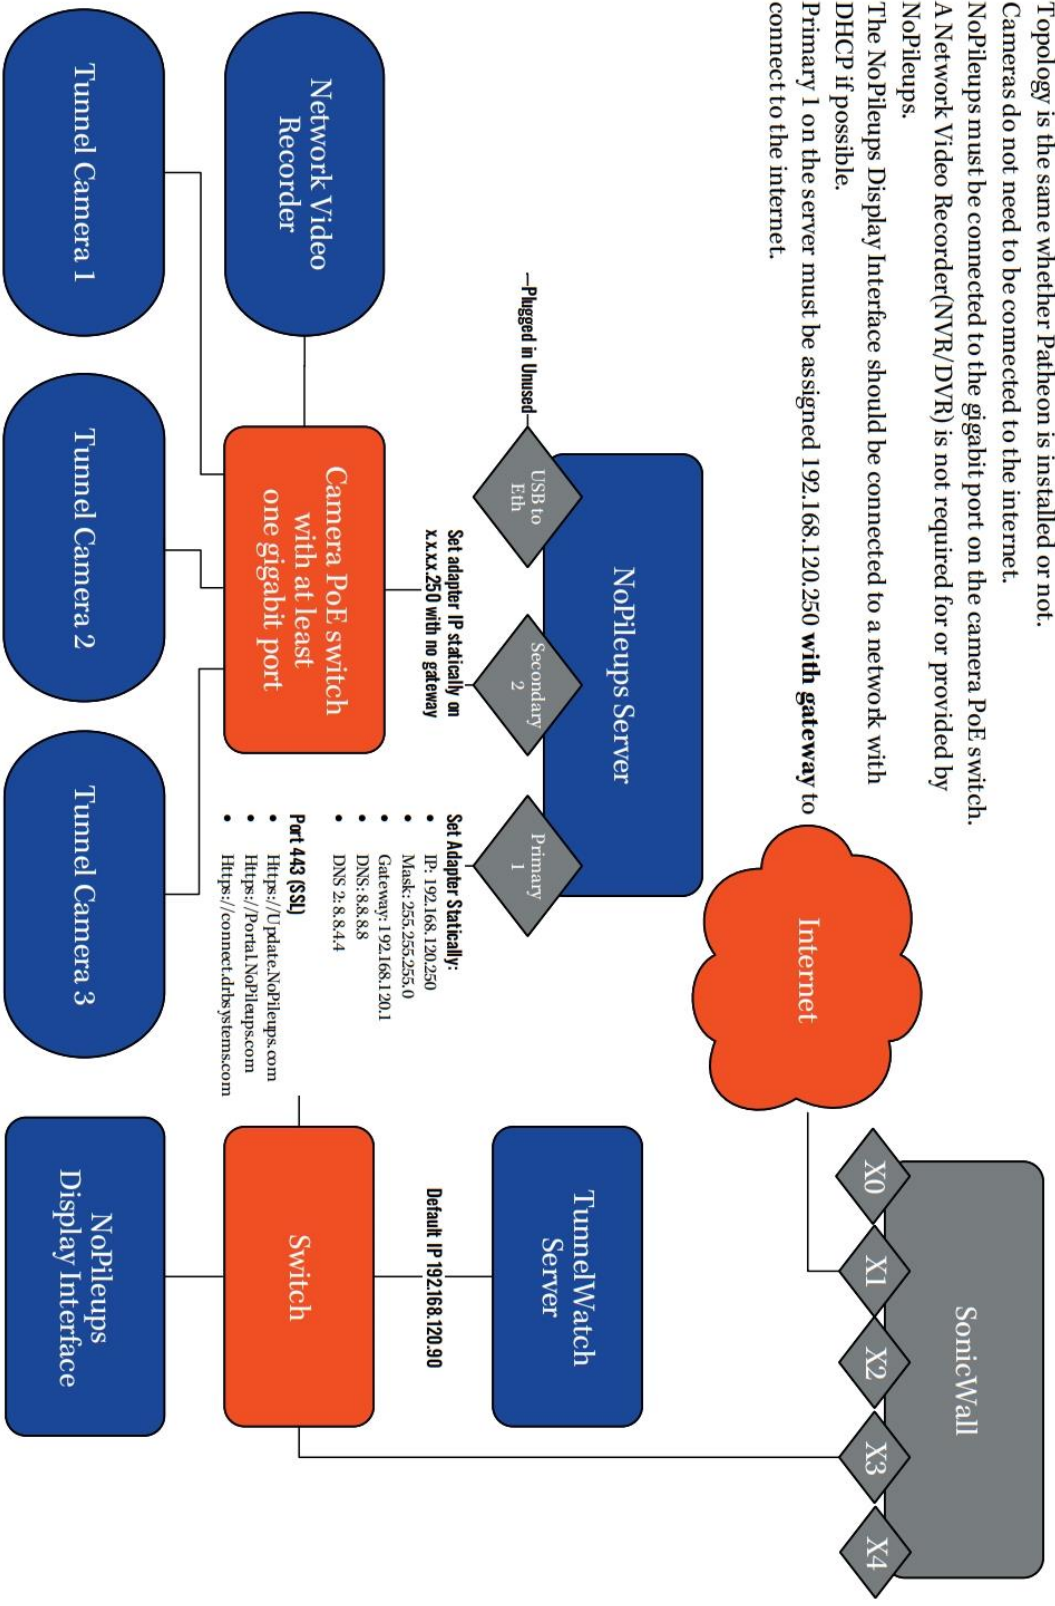 Topology is the same whether Patheon is installed or not.
Cameras do not need to be connected to the internet.
NoPileups must be connected to the gigabit port on the camera PoE switch.
A Network Video Recorder(NVR/DVR) is not required for or provided by
NoPileups.
The NoPileups Display Interface should be connected to a network with
DHCP if possible.
Primary 1 on the server must be assigned 192.168.120.250 with gateway to
connect to the internet.
SonicWall
X0
X1
X2
X3
X4
Internet
NoPileups Server
USB to
Eth
Secondary
2
Primary
1
—Plugged in Unused
Set adapter IP statically on
x.x.x.x.250 with no gateway
Set Adapter Statically:
• IP: 192.168.120.250
• Mask: 255.255.255.0
• Gateway: 192.168.120.1
• DNS: 8.8.8.8
• DNS 2: 8.8.4.4
Port 443 (SSL)
• Https://Update.NoPileups.com
• Https://Portal.NoPileups.com
• Https://connect.drbsystems.com
TunnelWatch
Server
Default IP 192.168.120.90
Network Video
Recorder
Camera PoE switch
with at least
one gigabit port
Switch
Tunnel Camera 1
Tunnel Camera 2
Tunnel Camera 3
NoPileups
Display Interface